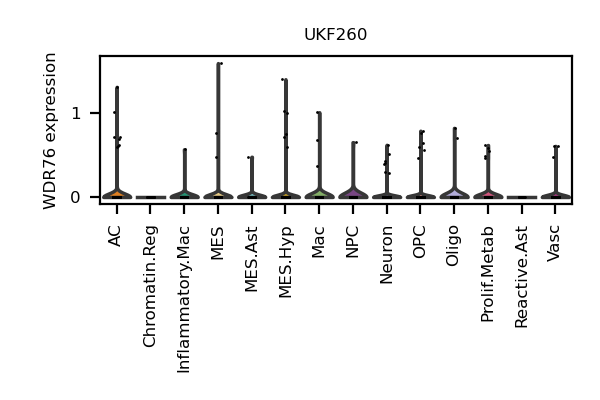 UKF260
WDR76 expression
1
0
AC
Chromatin.Reg
Inflammatory.Mac
MES
MES.Ast
MES.Hyp
Mac
NPC
Neuron
OPC
Oligo
Prolif.Metab
Reactive.Ast
Vasc